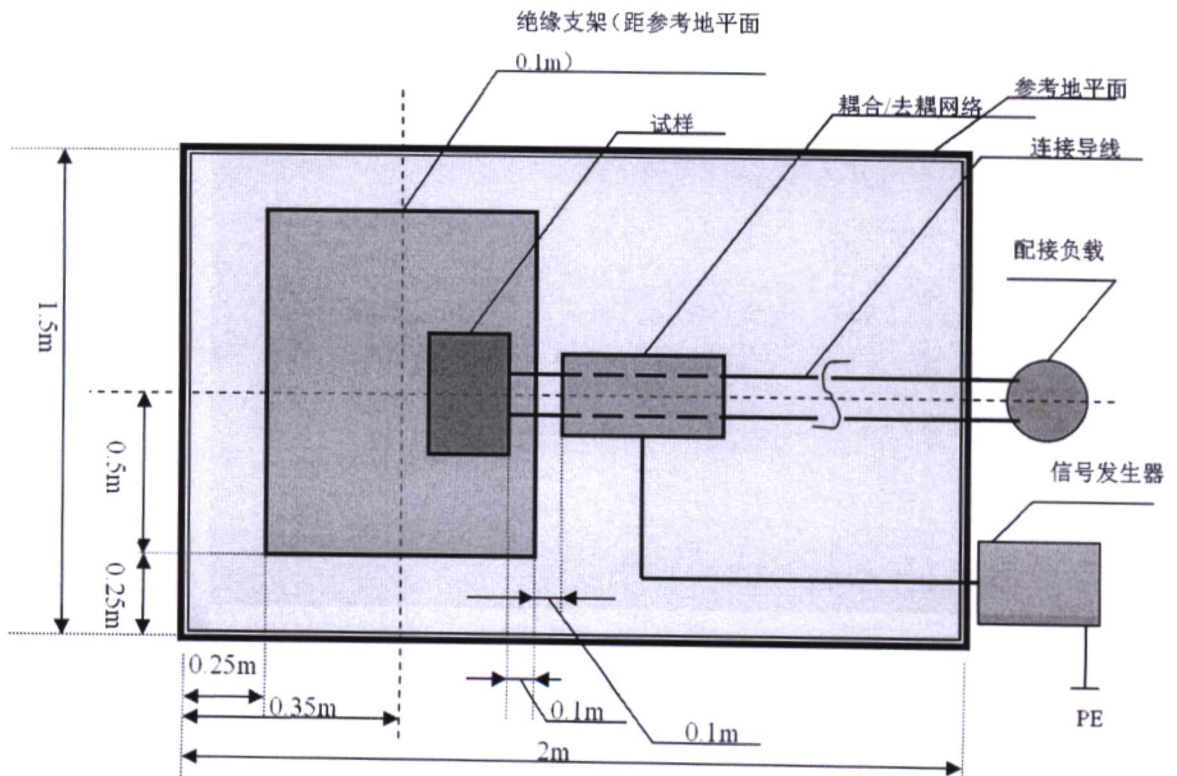 绝缘支架（距参考地平面
0.1m）
参考地平面
耦合/去耦网络
试样
连接导线
配接负载
1.5m
0.5m
信号发生器
0.25m
0.25m
0.35m
0.1m
0.1m
PE
2m